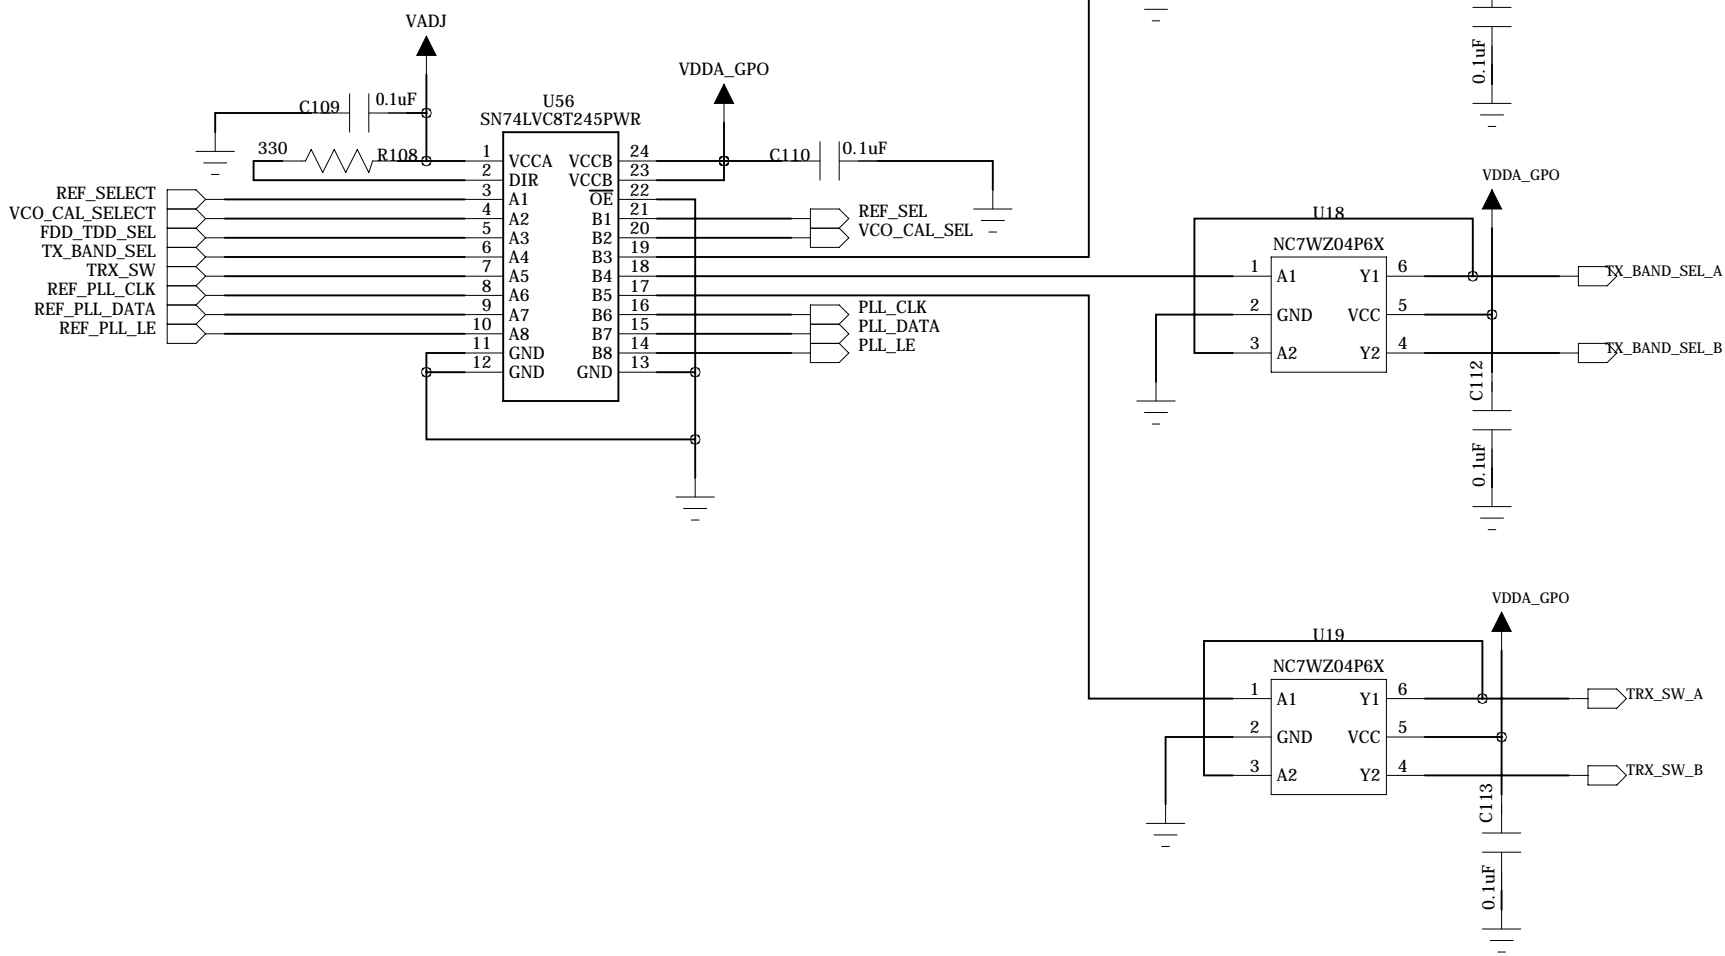 VADJ
0.1uF
VDDA_GPO
C109 0.1uF
U56
SN74LVC8T245PWR
330 R108
C110 0.1uF
1 VCCA VCCB 24
2 DIR VCCB 23
3 A1 OE 22
4 A2 B1 21
5 A3 B2 20
6 A4 B3 19
7 A5 B4 18
8 A6 B5 17
9 A7 B6 16
10 A8 B7 15
11 GND B8 14
12 GND GND 13
REF_SELECT
VCO_CAL_SELECT
FDD_TDD_SEL
TX_BAND_SEL
TRX_SW
REF_PLL_CLK
REF_PLL_DATA
REF_PLL_LE
REF_SEL
VCO_CAL_SEL
PLL_CLK
PLL_DATA
PLL_LE
VDDA_GPO
U18
NC7WZ04P6X
1 A1 Y1 6
2 GND VCC 5
3 A2 Y2 4
TX_BAND_SEL_A
TX_BAND_SEL_B
C112
0.1uF
VDDA_GPO
U19
NC7WZ04P6X
1 A1 Y1 6
2 GND VCC 5
3 A2 Y2 4
TRX_SW_A
TRX_SW_B
C113
0.1uF